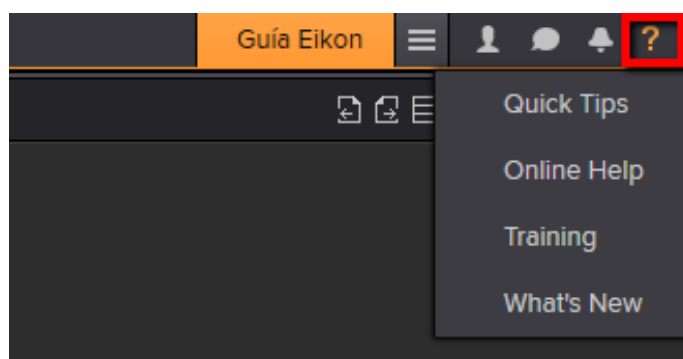 Guía Eikon
?
Quick Tips
Online Help
Training
What's New